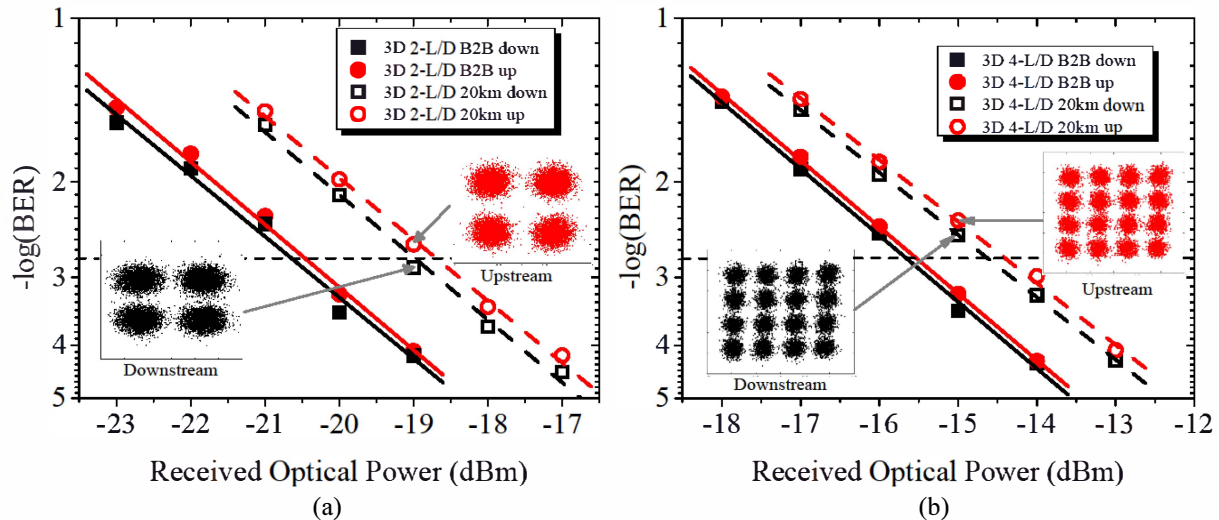 1
2
3
4
5
-log(BER)
3D 2-L/D B2B down
3D 2-L/D B2B up
3D 2-L/D 20km down
3D 2-L/D 20km up
Upstream
Downstream
-23 -22 -21 -20 -19 -18 -17
Received Optical Power (dBm)
(a)
1
2
3
4
5
-log(BER)
3D 4-L/D B2B down
3D 4-L/D B2B up
3D 4-L/D 20km down
3D 4-L/D 20km up
Upstream
Downstream
-18 -17 -16 -15 -14 -13 -12
Received Optical Power (dBm)
(b)